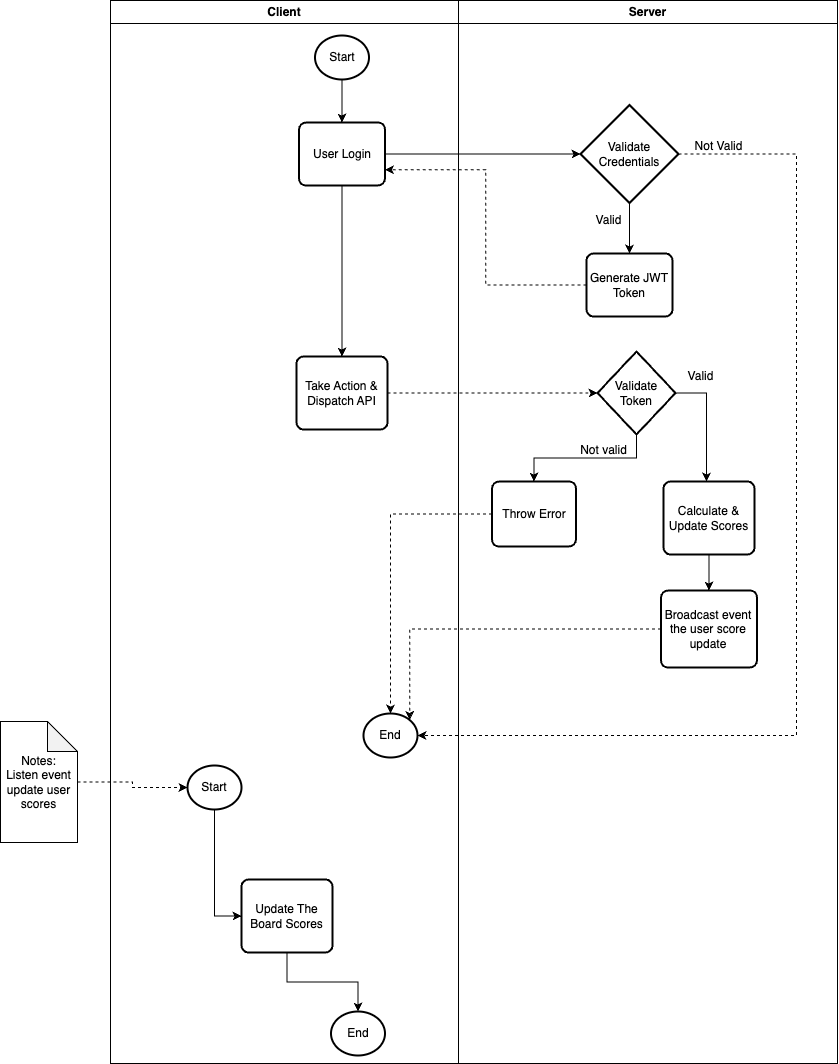 Client
Server
Start
User Login
Validate
Credentials
Not Valid
Valid
Generate JWT
Token
Take Action &
Dispatch API
Validate
Token
Valid
Not valid
Throw Error
Calculate &
Update Scores
Broadcast event
the user score
update
End
Notes:
Listen event
update user
scores
Start
Update The
Board Scores
End